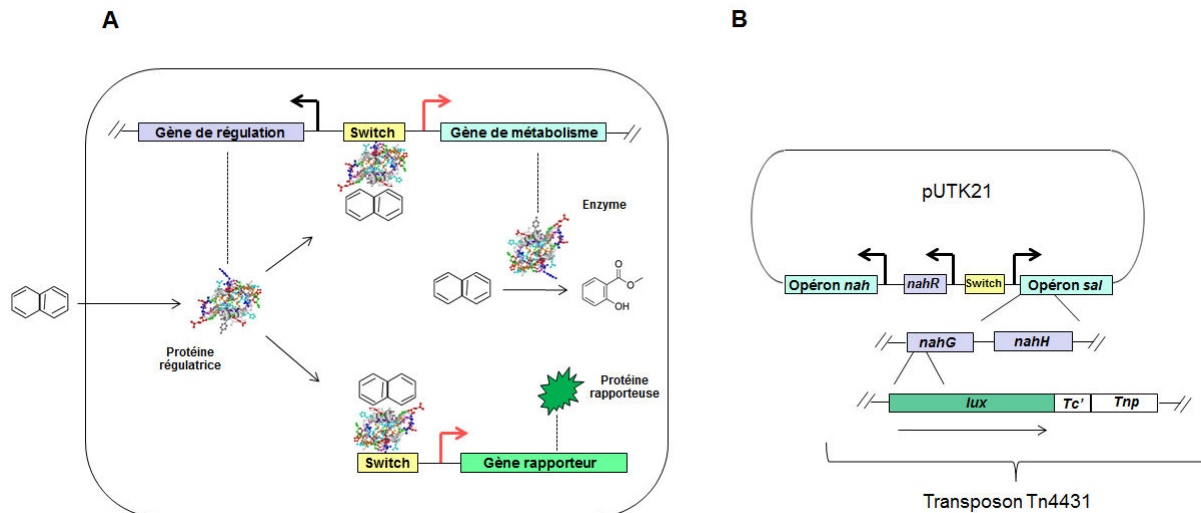 A
Gène de régulation
Switch
Gène de métabolisme
Enzyme
O
O
OH
Protéine
régulatrice
Protéine
rapporteuse
Switch
Gène rapporteur
B
pUTK21
Opéron nah
nahR
Switch
Opéron sal
nahG
nahH
lux
Tc'
Tnp
Transposon Tn4431